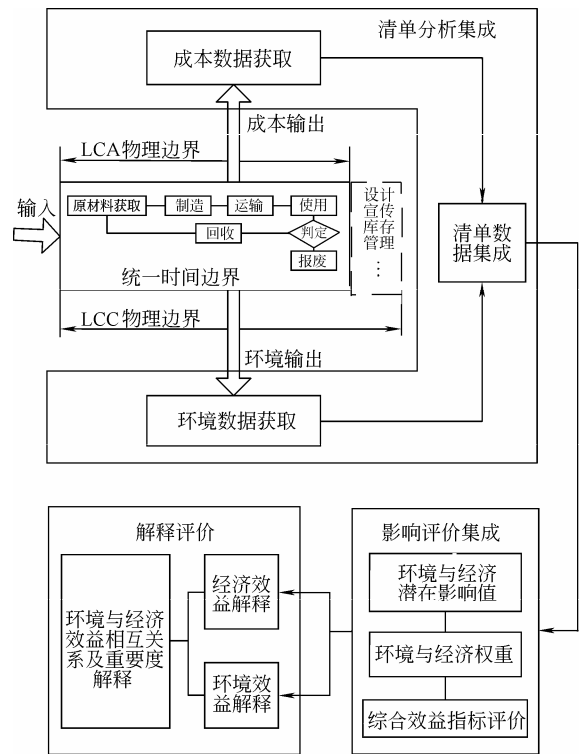 清单分析集成
成本数据获取
成本输出
LCA物理边界
输入
原材料获取
制造
运输
使用
回收
判定
报废
设计
宣传
库存
管理
…
统一时间边界
LCC 物理边界
环境输出
环境数据获取
清单数
据集成
解释评价
影响评价集成
环境与经济
效益相互关
系及重要度
解释
经济效
益解释
环境效
益解释
环境与经济
潜在影响值
环境与经济权重
综合效益指标评价